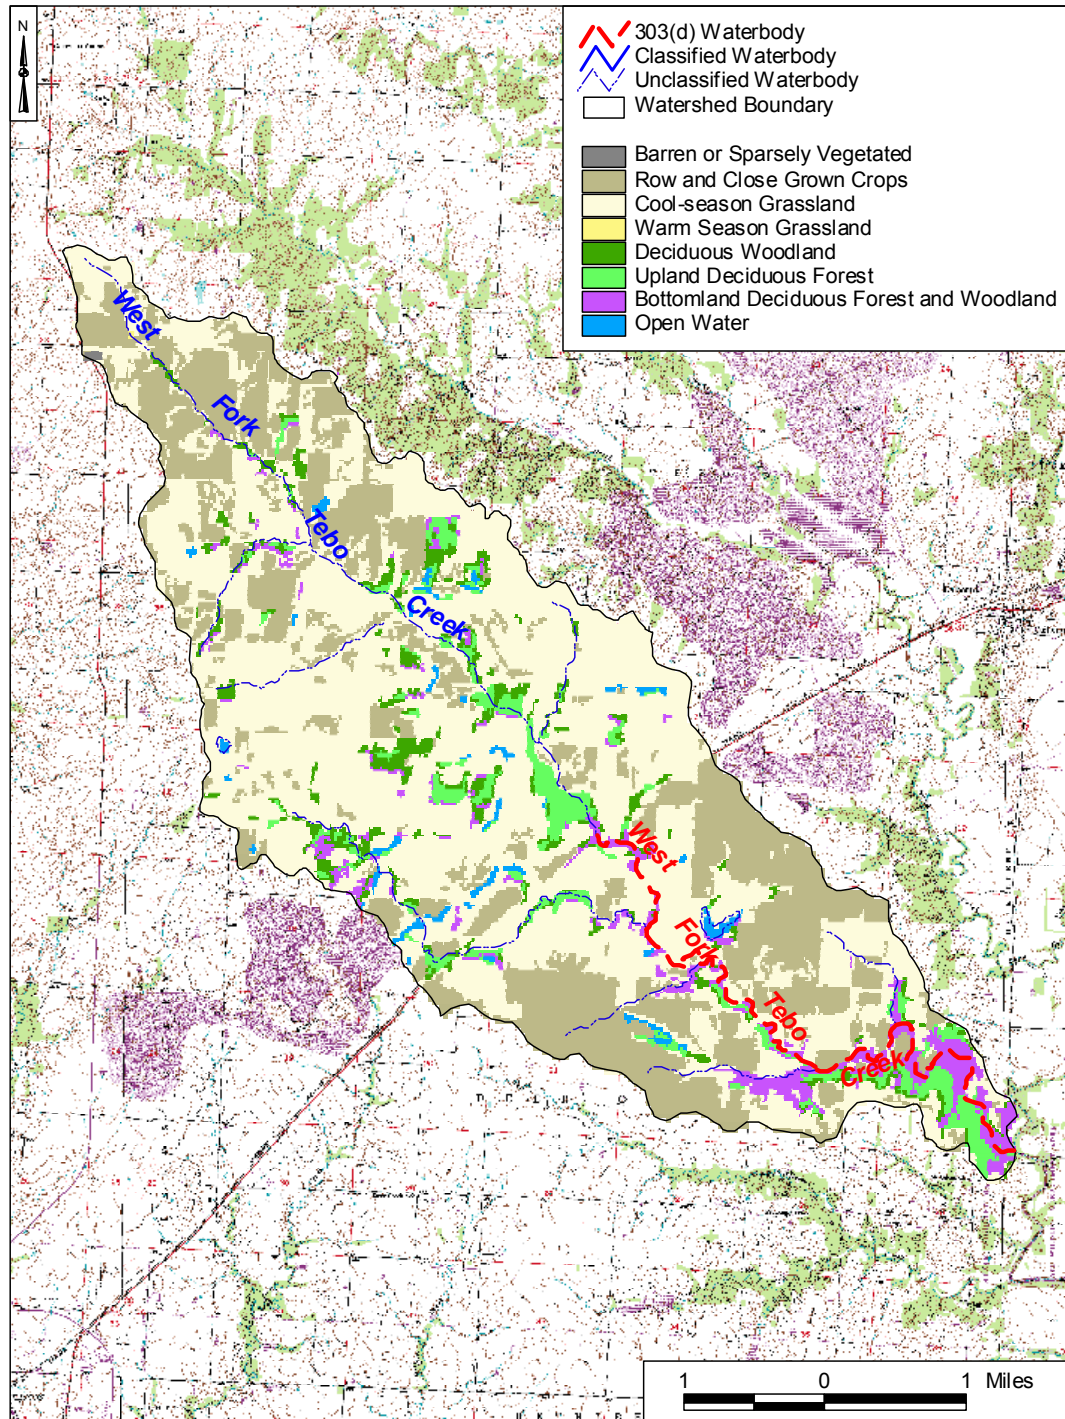 N
303(d) Waterbody
Classified Waterbody
Unclassified Waterbody
Watershed Boundary
Barren or Sparsely Vegetated
Row and Close Grown Crops
Cool-season Grassland
Warm Season Grassland
Deciduous Woodland
Upland Deciduous Forest
Bottomland Deciduous Forest and Woodland
Open Water
West
Fork
Tebo
Creek
West
Fork
Tebo
Creek
1 0 1 Miles